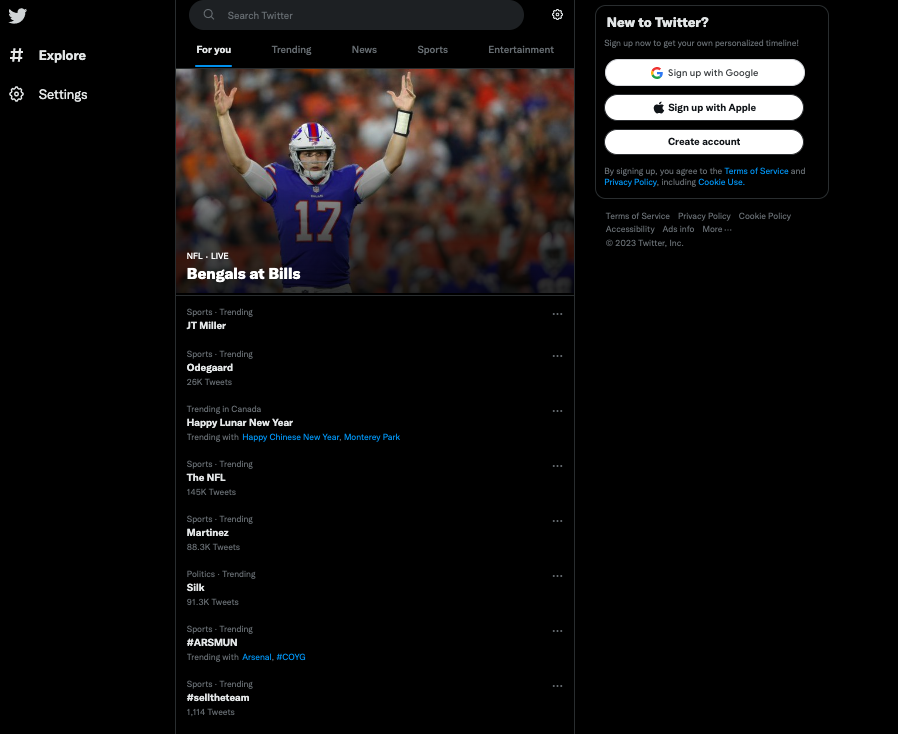 Search Twitter
Explore
Settings
For you
Trending
News
Sports
Entertainment
17
NFL · LIVE
Bengals at Bills
Sports · Trending
JT Miller
Sports · Trending
Odegaard
26K Tweets
Trending in Canada
Happy Lunar New Year
Trending with Happy Chinese New Year, Monterey Park
Sports · Trending
The NFL
145K Tweets
Sports · Trending
Martinez
88.3K Tweets
Politics · Trending
Silk
91.3K Tweets
Sports · Trending
#ARSMUN
Trending with Arsenal, #COYG
Sports · Trending
#selltheteam
1,114 Tweets
New to Twitter?
Sign up now to get your own personalized timeline!
Sign up with Google
Sign up with Apple
Create account
By signing up, you agree to the Terms of Service and
Privacy Policy, including Cookie Use.
Terms of Service Privacy Policy Cookie Policy
Accessibility Ads info More ···
© 2023 Twitter, Inc.